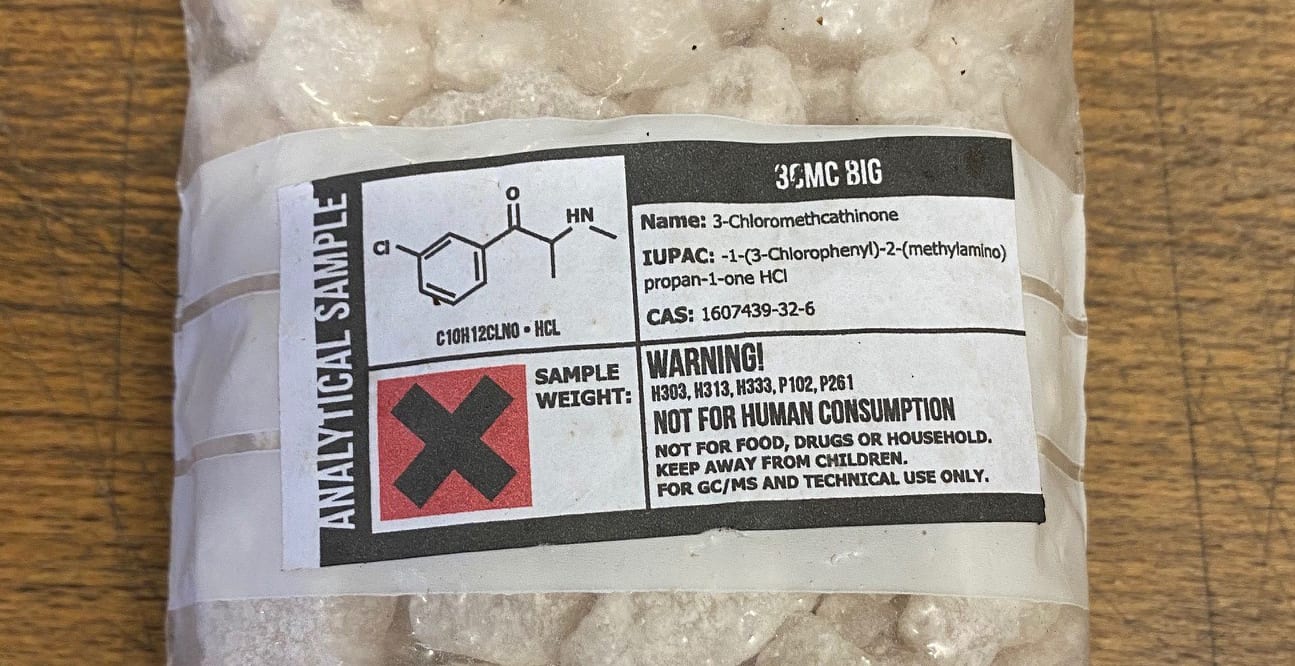 ANALYTICAL SAMPLE
O
HN
Cl
C10H12CLNO • HCL
3CMC BIG
Name: 3-Chloromethcathinone
IUPAC: -1-(3-Chlorophenyl)-2-(methylamino)
propan-1-one HCl
CAS: 1607439-32-6
SAMPLE
WEIGHT:
WARNING!
H303, H313, H333, P102, P261
NOT FOR HUMAN CONSUMPTION
NOT FOR FOOD, DRUGS OR HOUSEHOLD.
KEEP AWAY FROM CHILDREN.
FOR GC/MS AND TECHNICAL USE ONLY.